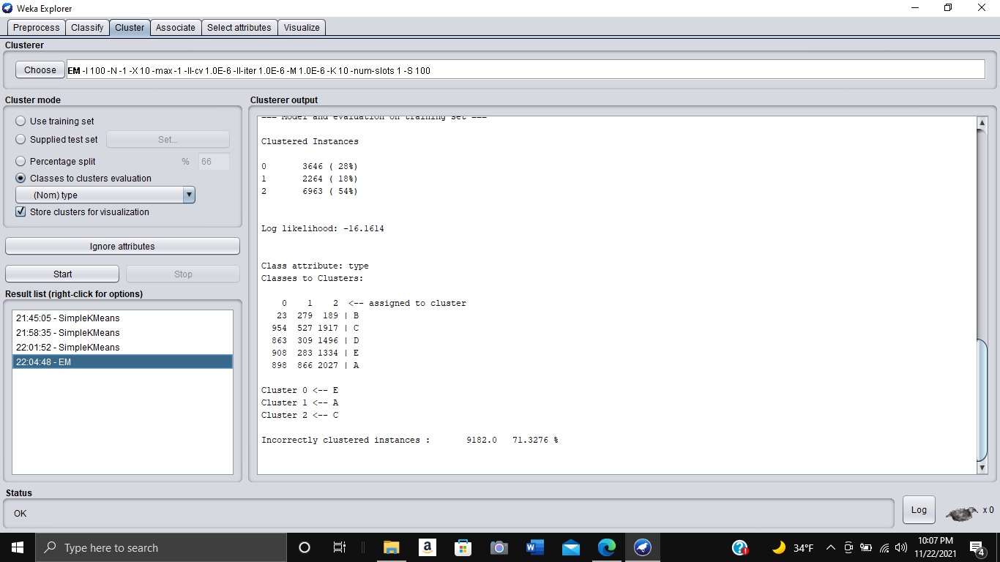 Weka Explorer
Preprocess Classify Cluster Associate Select attributes Visualize
Clusterer
Choose EM -I 100 -N -1 -X 10 -max -1 -ll-cv 1.0E-6 -ll-iter 1.0E-6 -M 1.0E-6 -K 10 -num-slots 1 -S 100
Cluster mode
Use training set
Supplied test set Set...
Percentage split % 66
Classes to clusters evaluation
(Nom) type
Store clusters for visualization
Ignore attributes
Start Stop
Result list (right-click for options)
21:45:05 - SimpleKMeans
21:58:35 - SimpleKMeans
22:01:52 - SimpleKMeans
22:04:48 - EM
Clusterer output
=== Model and evaluation on training set ===
Clustered Instances
0 3646 ( 28%)
1 2264 ( 18%)
2 6963 ( 54%)
Log likelihood: -16.1614
Class attribute: type
Classes to Clusters:
0 1 2 <-- assigned to cluster
23 279 189 | B
954 527 1917 | C
863 309 1496 | D
908 283 1334 | E
898 866 2027 | A
Cluster 0 <-- E
Cluster 1 <-- A
Cluster 2 <-- C
Incorrectly clustered instances : 9182.0 71.3276 %
Status
OK
Log x 0
Type here to search
34°F
10:07 PM
11/22/2021
4